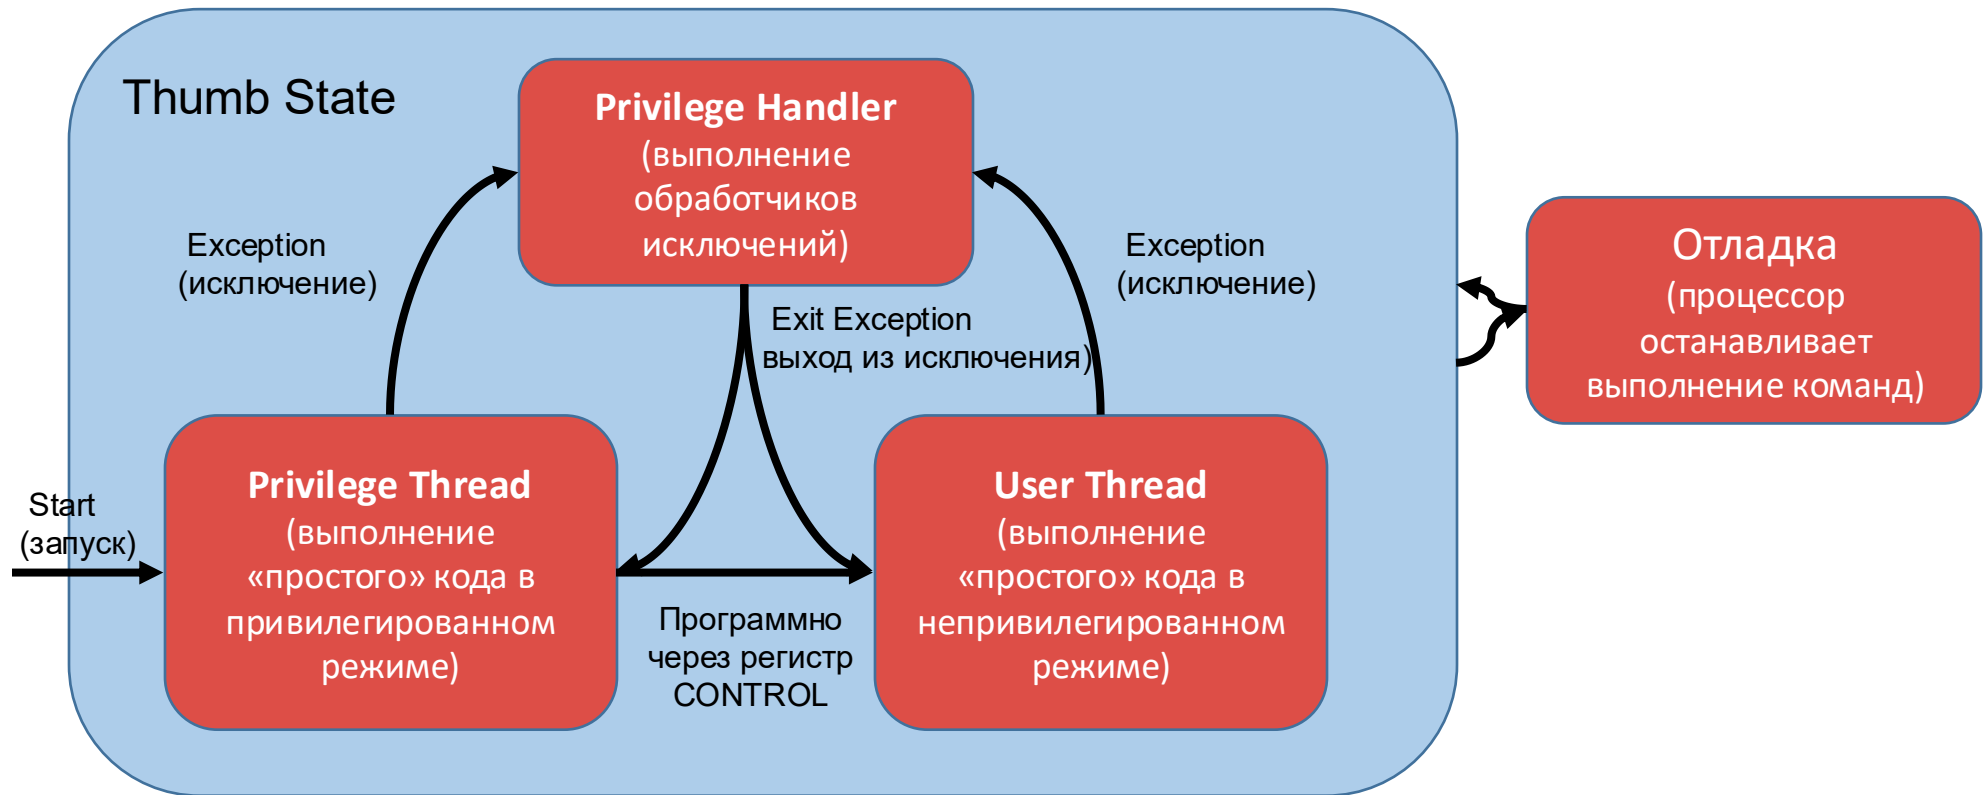 Thumb State
Privilege Handler
(выполнение
обработчиков
исключений)
Exception
(исключение)
Exit Exception
выход из исключения)
Exception
(исключение)
Отладка
(процессор
останавливает
выполнение команд)
Start
(запуск)
Privilege Thread
(выполнение
«простого» кода в
привилегированном
режиме)
Программно
через регистр
CONTROL
User Thread
(выполнение
«простого» кода в
непривилегированном
режиме)